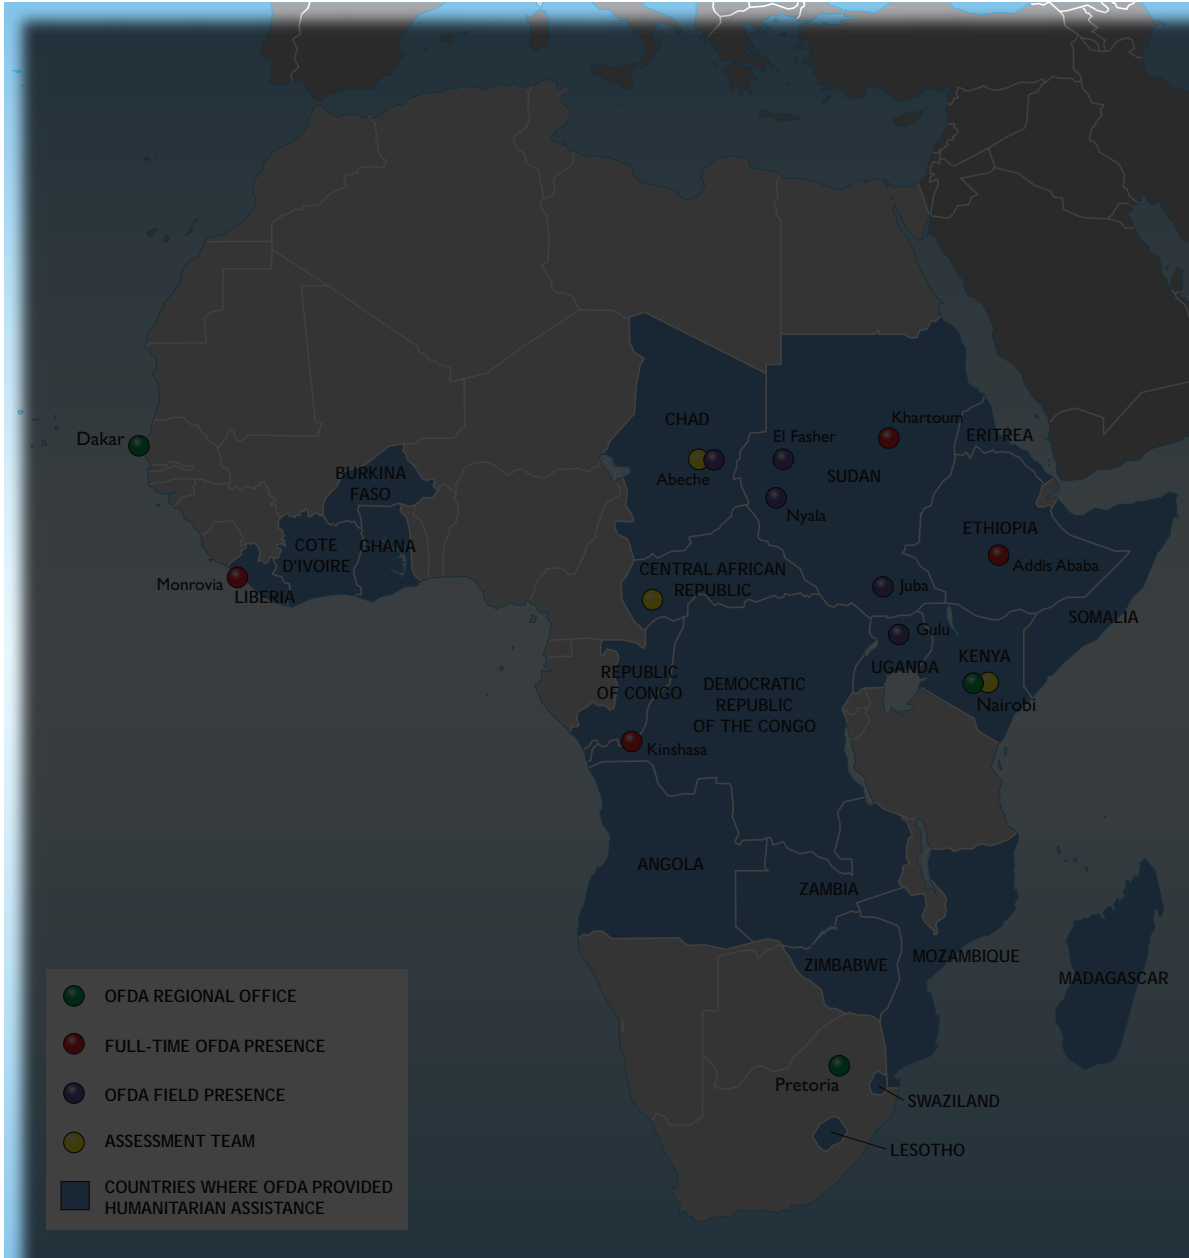 CHAD
Khartoum
El Fasher
ERITREA
Dakar
SUDAN
BURKINA
FASO
Abeche
Nyala
ETHIOPIA
COTE
D'IVOIRE
GHANA
Addis Ababa
CENTRAL AFRICAN
REPUBLIC
Monrovia
LIBERIA
Juba
SOMALIA
Gulu
KENYA
UGANDA
REPUBLIC
OF CONGO
DEMOCRATIC
REPUBLIC
OF THE CONGO
Nairobi
Kinshasa
ANGOLA
ZAMBIA
MOZAMBIQUE
ZIMBABWE
MADAGASCAR
Pretoria
SWAZILAND
LESOTHO
OFDA REGIONAL OFFICE
FULL-TIME OFDA PRESENCE
OFDA FIELD PRESENCE
ASSESSMENT TEAM
COUNTRIES WHERE OFDA PROVIDED
HUMANITARIAN ASSISTANCE